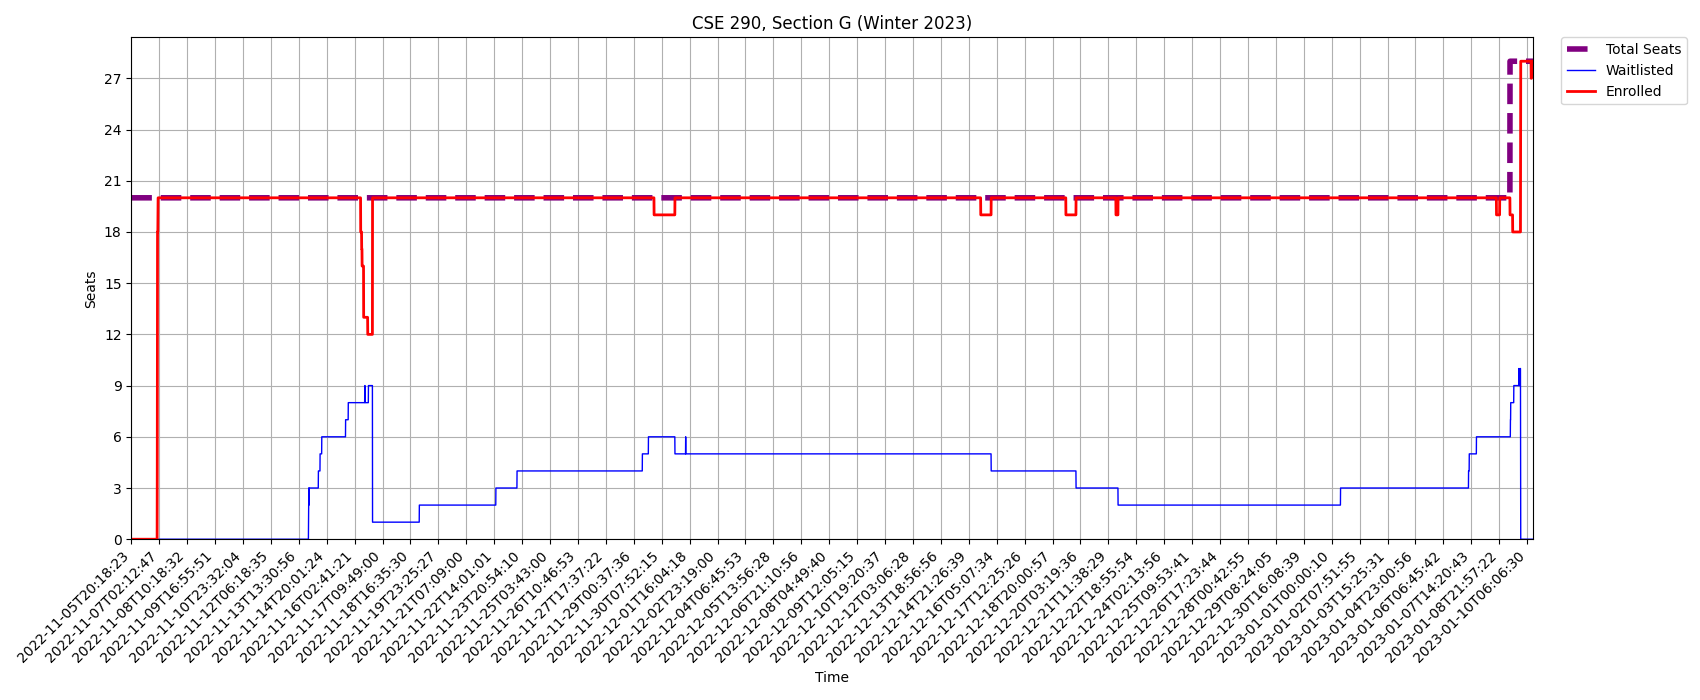 CSE 290, Section G (Winter 2023)
Total Seats
Waitlisted
Enrolled
Seats
27
24
21
18
15
12
9
6
3
0
2022-11-05T20:18:23
2022-11-07T02:12:47
2022-11-08T10:18:32
2022-11-09T16:55:51
2022-11-10T23:32:04
2022-11-12T06:18:35
2022-11-13T13:30:56
2022-11-14T20:01:24
2022-11-16T02:41:21
2022-11-17T09:49:00
2022-11-18T16:35:30
2022-11-19T23:25:27
2022-11-21T07:09:00
2022-11-22T14:01:01
2022-11-23T20:54:10
2022-11-25T03:43:00
2022-11-26T10:46:53
2022-11-27T17:37:22
2022-11-29T00:37:36
2022-11-30T07:52:15
2022-12-01T16:04:18
2022-12-02T23:19:00
2022-12-04T06:45:53
2022-12-05T13:56:28
2022-12-06T21:10:56
2022-12-08T04:49:40
2022-12-09T12:05:15
2022-12-10T19:20:37
2022-12-12T03:06:28
2022-12-13T18:56:56
2022-12-14T21:26:39
2022-12-16T05:07:34
2022-12-17T12:25:26
2022-12-18T20:00:57
2022-12-20T03:19:36
2022-12-21T11:38:29
2022-12-22T18:55:54
2022-12-24T02:13:56
2022-12-25T09:53:41
2022-12-26T17:23:44
2022-12-28T00:42:55
2022-12-29T08:24:05
2022-12-30T16:08:39
2023-01-01T00:00:10
2023-01-02T07:51:55
2023-01-03T15:25:31
2023-01-04T23:00:56
2023-01-06T06:45:42
2023-01-07T14:20:43
2023-01-08T21:57:22
2023-01-10T06:06:30
Time